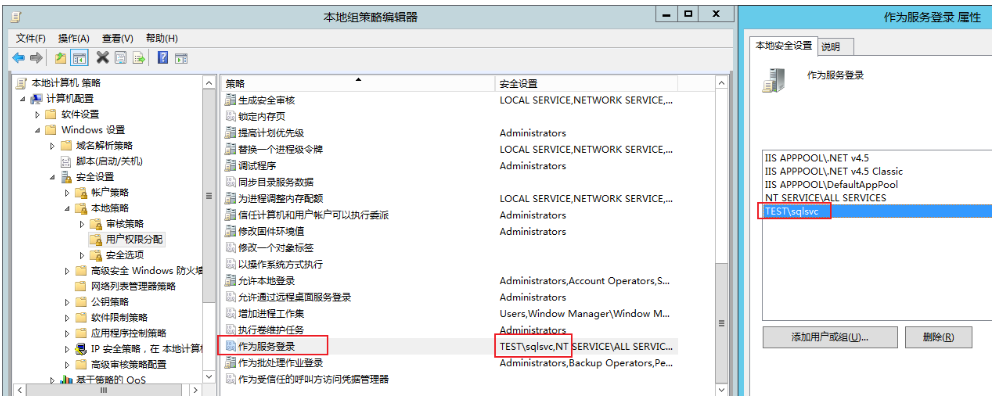 本地组策略编辑器
文件(F) 操作(A) 查看(V) 帮助(H)
本地计算机 策略
计算机配置
软件设置
Windows 设置
域名解析策略
脚本(启动/关机)
安全设置
帐户策略
本地策略
审核策略
用户权限分配
安全选项
高级安全 Windows 防火墙
网络列表管理器策略
公钥策略
软件限制策略
应用程序控制策略
IP 安全策略，在 本地计算机
高级审核策略配置
基于策略的 QoS
策略 安全设置
生成安全审核 LOCAL SERVICE,NETWORK SERVICE,...
锁定内存页
提高计划优先级 Administrators
替换一个进程级令牌 LOCAL SERVICE,NETWORK SERVICE,...
调试程序 Administrators
同步目录服务数据
为进程调整内存配额 LOCAL SERVICE,NETWORK SERVICE,...
信任计算机和用户帐户可以执行委派 Administrators
修改固件环境值 Administrators
修改一个对象标签
以操作系统方式执行
允许本地登录 Administrators,Account Operators,S...
允许通过远程桌面服务登录 Administrators
增加进程工作集 Users,Window Manager\Window M...
执行卷维护任务 Administrators
作为服务登录 TEST\sqlsvc,NT SERVICE\ALL SERVIC...
作为批处理作业登录 Administrators,Backup Operators,Pe...
作为受信任的呼叫方访问凭据管理器
作为服务登录 属性
本地安全设置 说明
作为服务登录
IIS APPPOOL\.NET v4.5
IIS APPPOOL\.NET v4.5 Classic
IIS APPPOOL\DefaultAppPool
NT SERVICE\ALL SERVICES
TEST\sqlsvc
添加用户或组(U)... 删除(R)